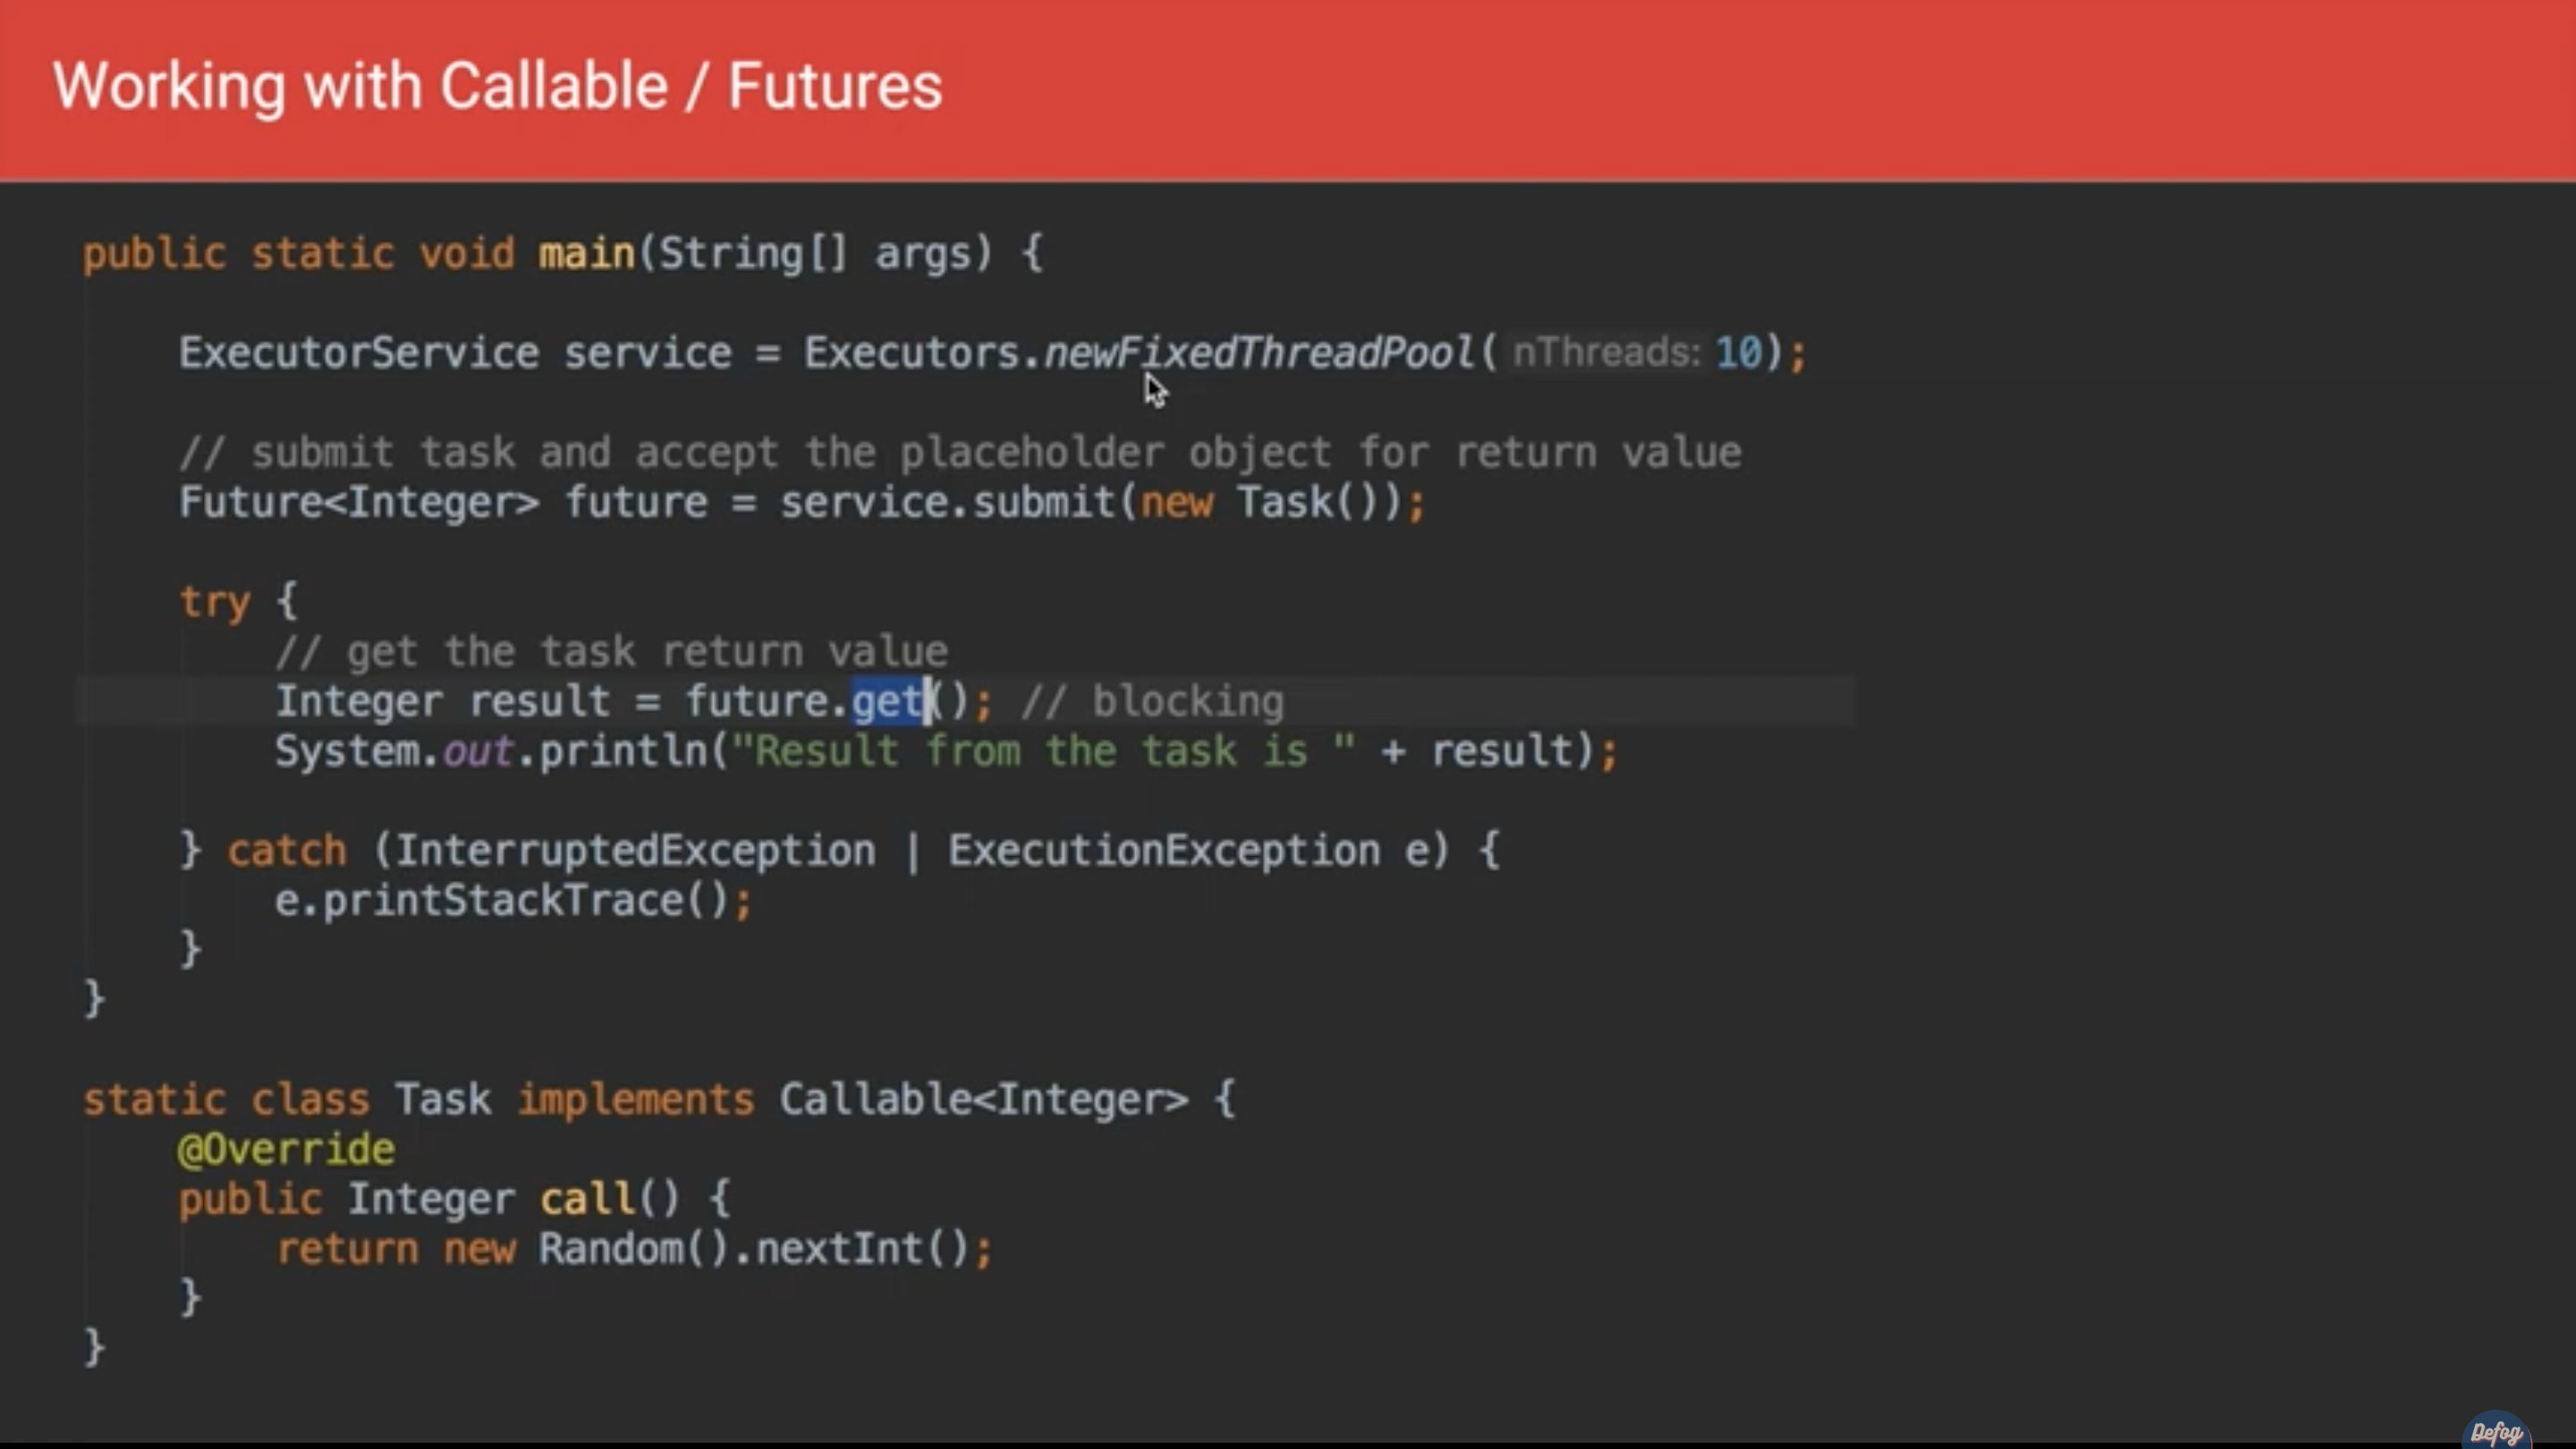 Working with Callable / Futures
public static void main(String[] args) {
ExecutorService service = Executors.newFixedThreadPool( nThreads: 10);
// submit task and accept the placeholder object for return value
Future<Integer> future = service.submit(new Task());
try {
// get the task return value
Integer result = future.get(); // blocking
System.out.println("Result from the task is " + result);
} catch (InterruptedException | ExecutionException e) {
e.printStackTrace();
}
}
static class Task implements Callable<Integer> {
@Override
public Integer call() {
return new Random().nextInt();
}
}
Defog